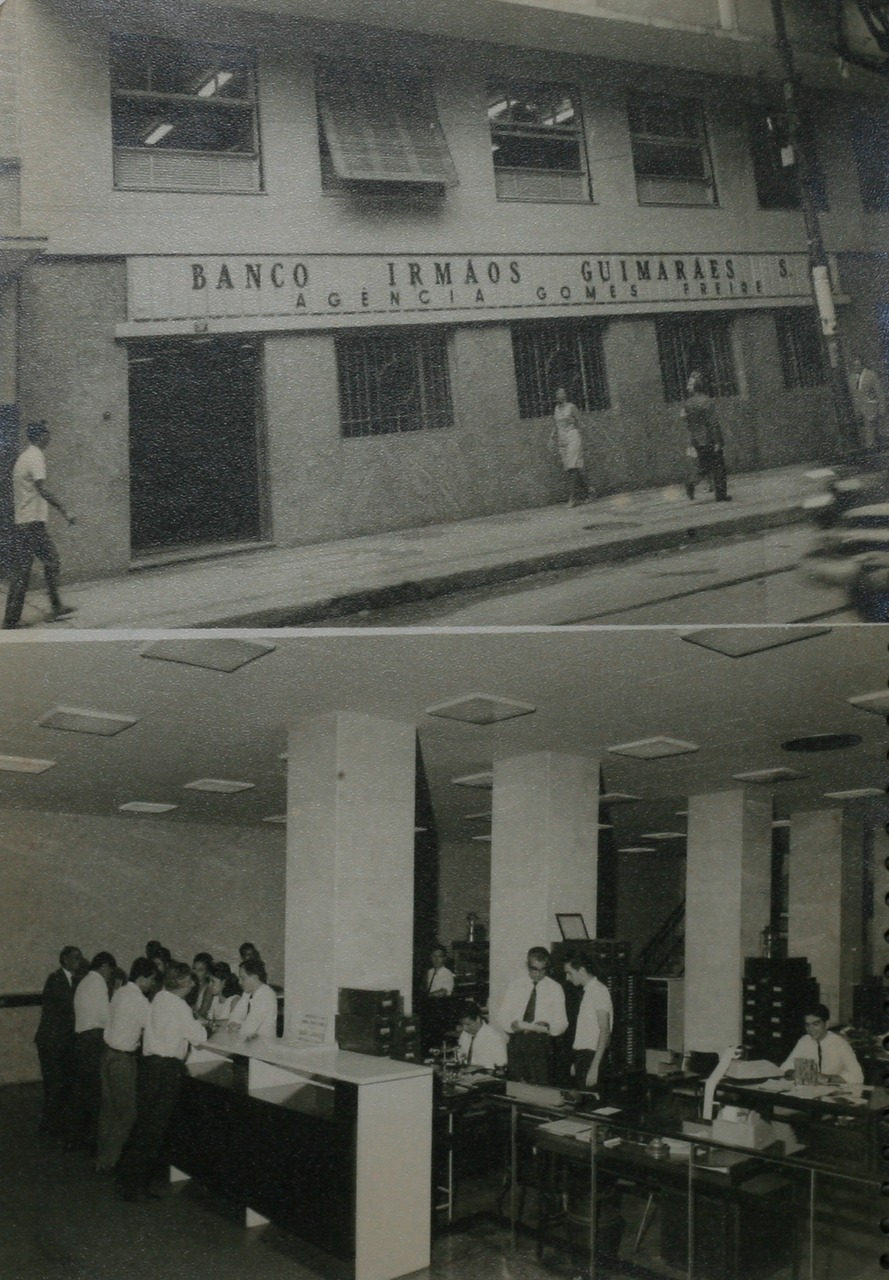 BANCO IRMÃOS GUIMARÃES S.
AGÊNCIA GOMES FREIRE